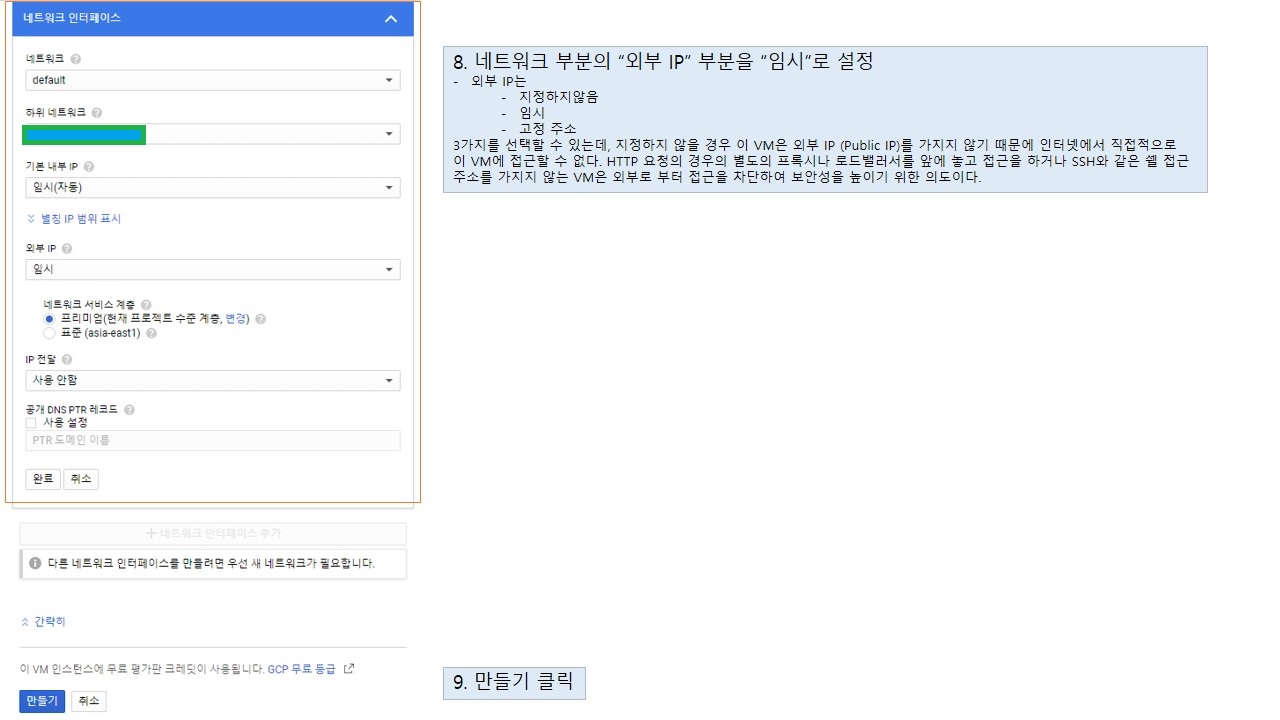 네트워크 인터페이스
네트워크
default
하위 네트워크
기본 내부 IP
임시(자동)
별칭 IP 범위 표시
외부 IP
임시
네트워크 서비스 계층
프리미엄(현재 프로젝트 수준 계층, 변경)
표준 (asia-east1)
IP 전달
사용 안함
공개 DNS PTR 레코드
사용 설정
PTR 도메인 이름
완료 취소
네트워크 인터페이스 추가
다른 네트워크 인터페이스를 만들려면 우선 새 네트워크가 필요합니다.
간략히
이 VM 인스턴스에 무료 평가판 크레딧이 사용됩니다. GCP 무료 등급
만들기 취소
8. 네트워크 부분의 “외부 IP” 부분을 “임시”로 설정
- 외부 IP는
- 지정하지않음
- 임시
- 고정 주소
3가지를 선택할 수 있는데, 지정하지 않을 경우 이 VM은 외부 IP (Public IP)를 가지지 않기 때문에 인터넷에서 직접적으로
이 VM에 접근할 수 없다. HTTP 요청의 경우의 별도의 프록시나 로드밸러서를 앞에 놓고 접근을 하거나 SSH와 같은 쉘 접근
주소를 가지지 않는 VM은 외부로 부터 접근을 차단하여 보안성을 높이기 위한 의도이다.
9. 만들기 클릭